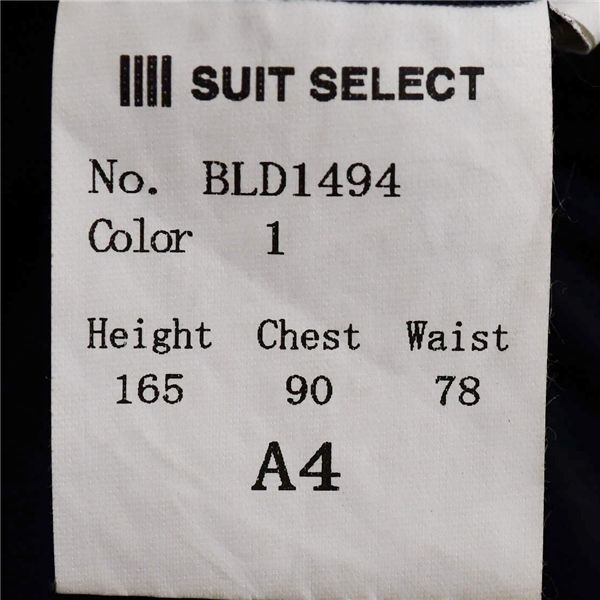 SUIT SELECT
No. BLD1494
Color 1
Height Chest Waist
165 90 78
A4